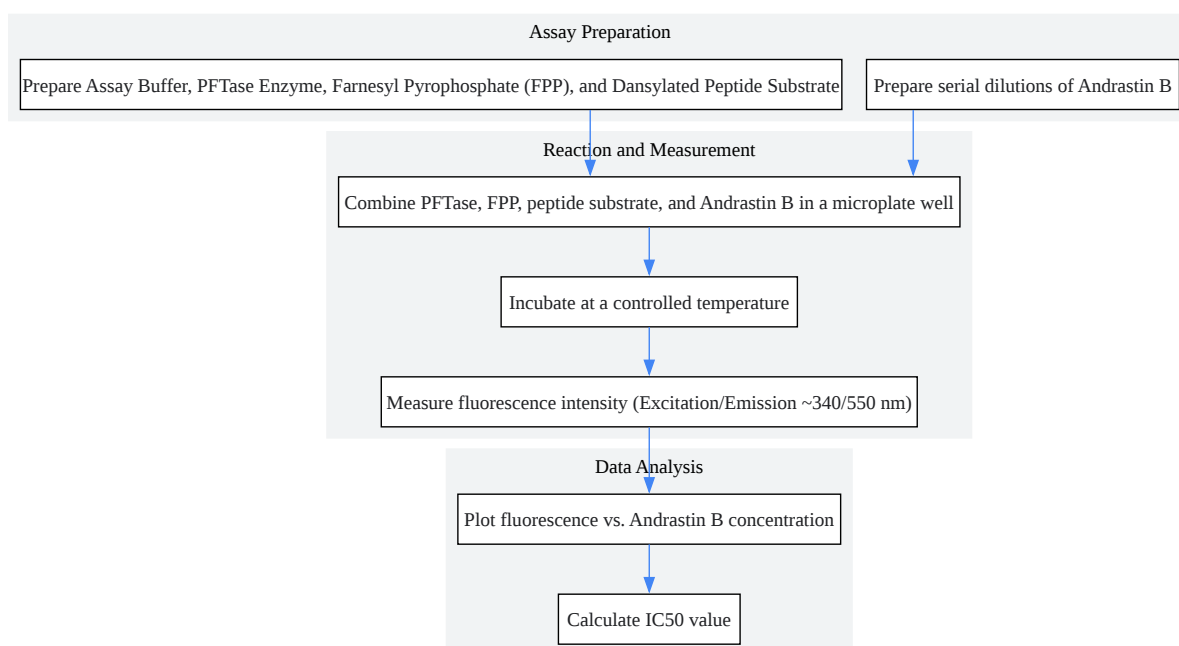 Assay Preparation
Prepare Assay Buffer, PFTase Enzyme, Farnesyl Pyrophosphate (FPP), and Dansylated Peptide Substrate
Prepare serial dilutions of Andrastin B
Reaction and Measurement
Combine PFTase, FPP, peptide substrate, and Andrastin B in a microplate well
Incubate at a controlled temperature
Measure fluorescence intensity (Excitation/Emission ~340/550 nm)
Data Analysis
Plot fluorescence vs. Andrastin B concentration
Calculate IC50 value